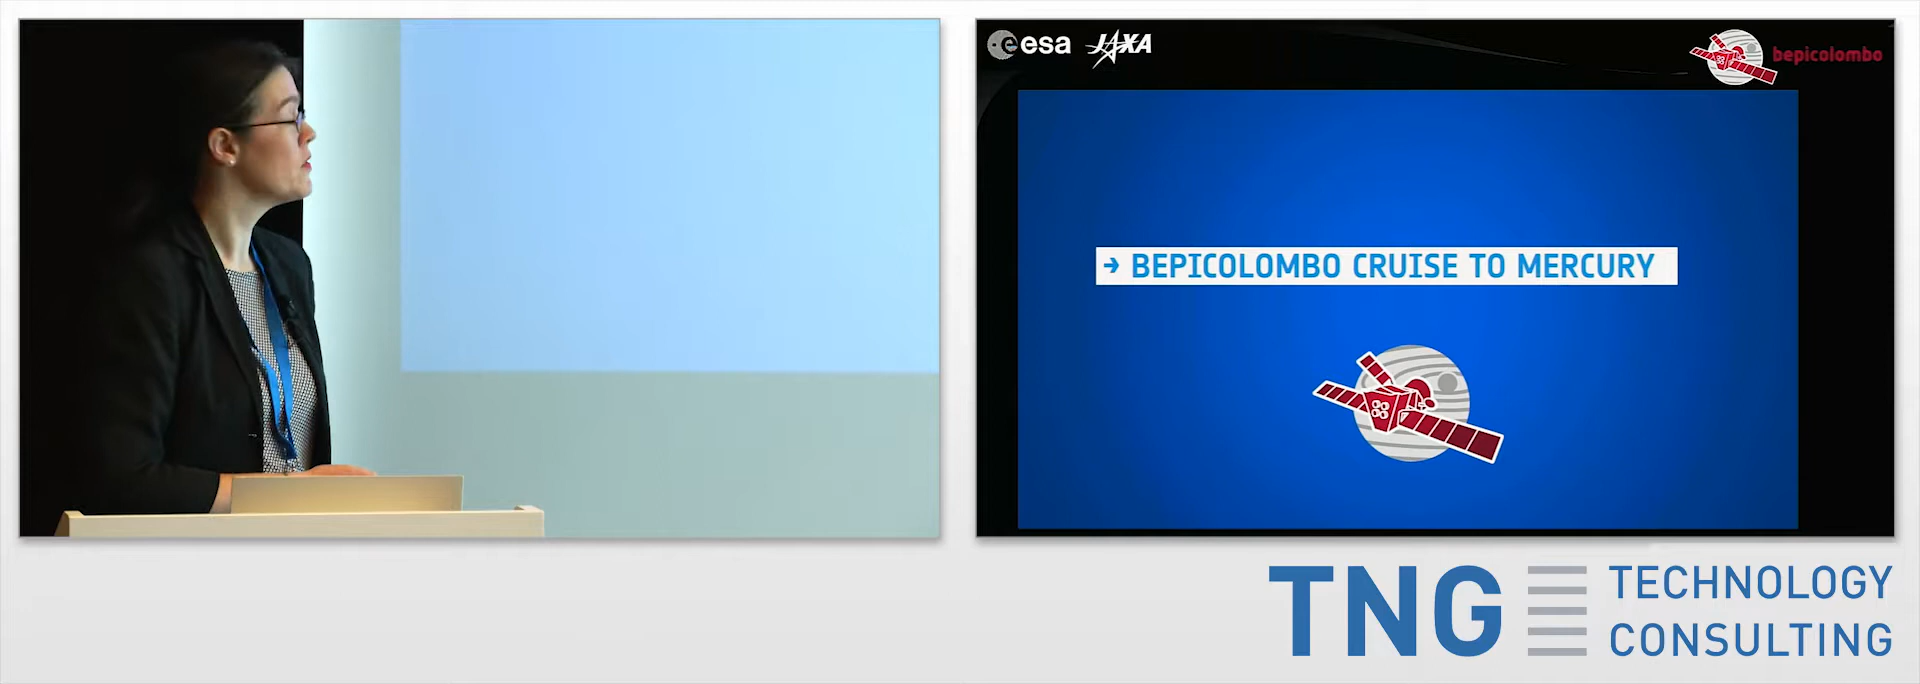 esa JAXA
bepicolombo
→ BEPICOLOMBO CRUISE TO MERCURY
TNG TECHNOLOGY
CONSULTING